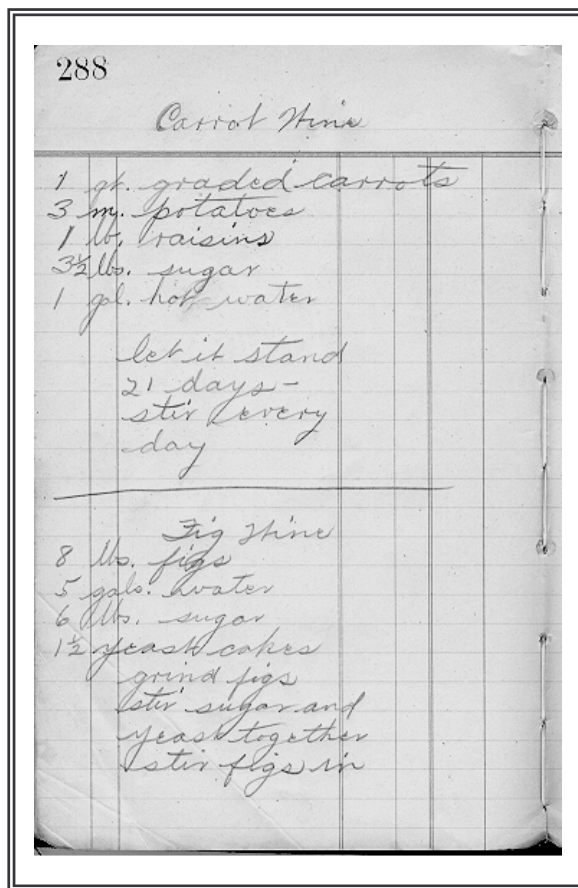 288
Carrot Wine
1 qt. graded carrots
3 m. potatoes
1 lb. raisins
3½ lbs. sugar
1 gal. hot water
let it stand
21 days -
stir every
day
Fig Wine
8 lbs. figs
5 gals. water
6 lbs. sugar
1½ yeast cakes
grind figs
stir sugar and
yeast together
stir figs in